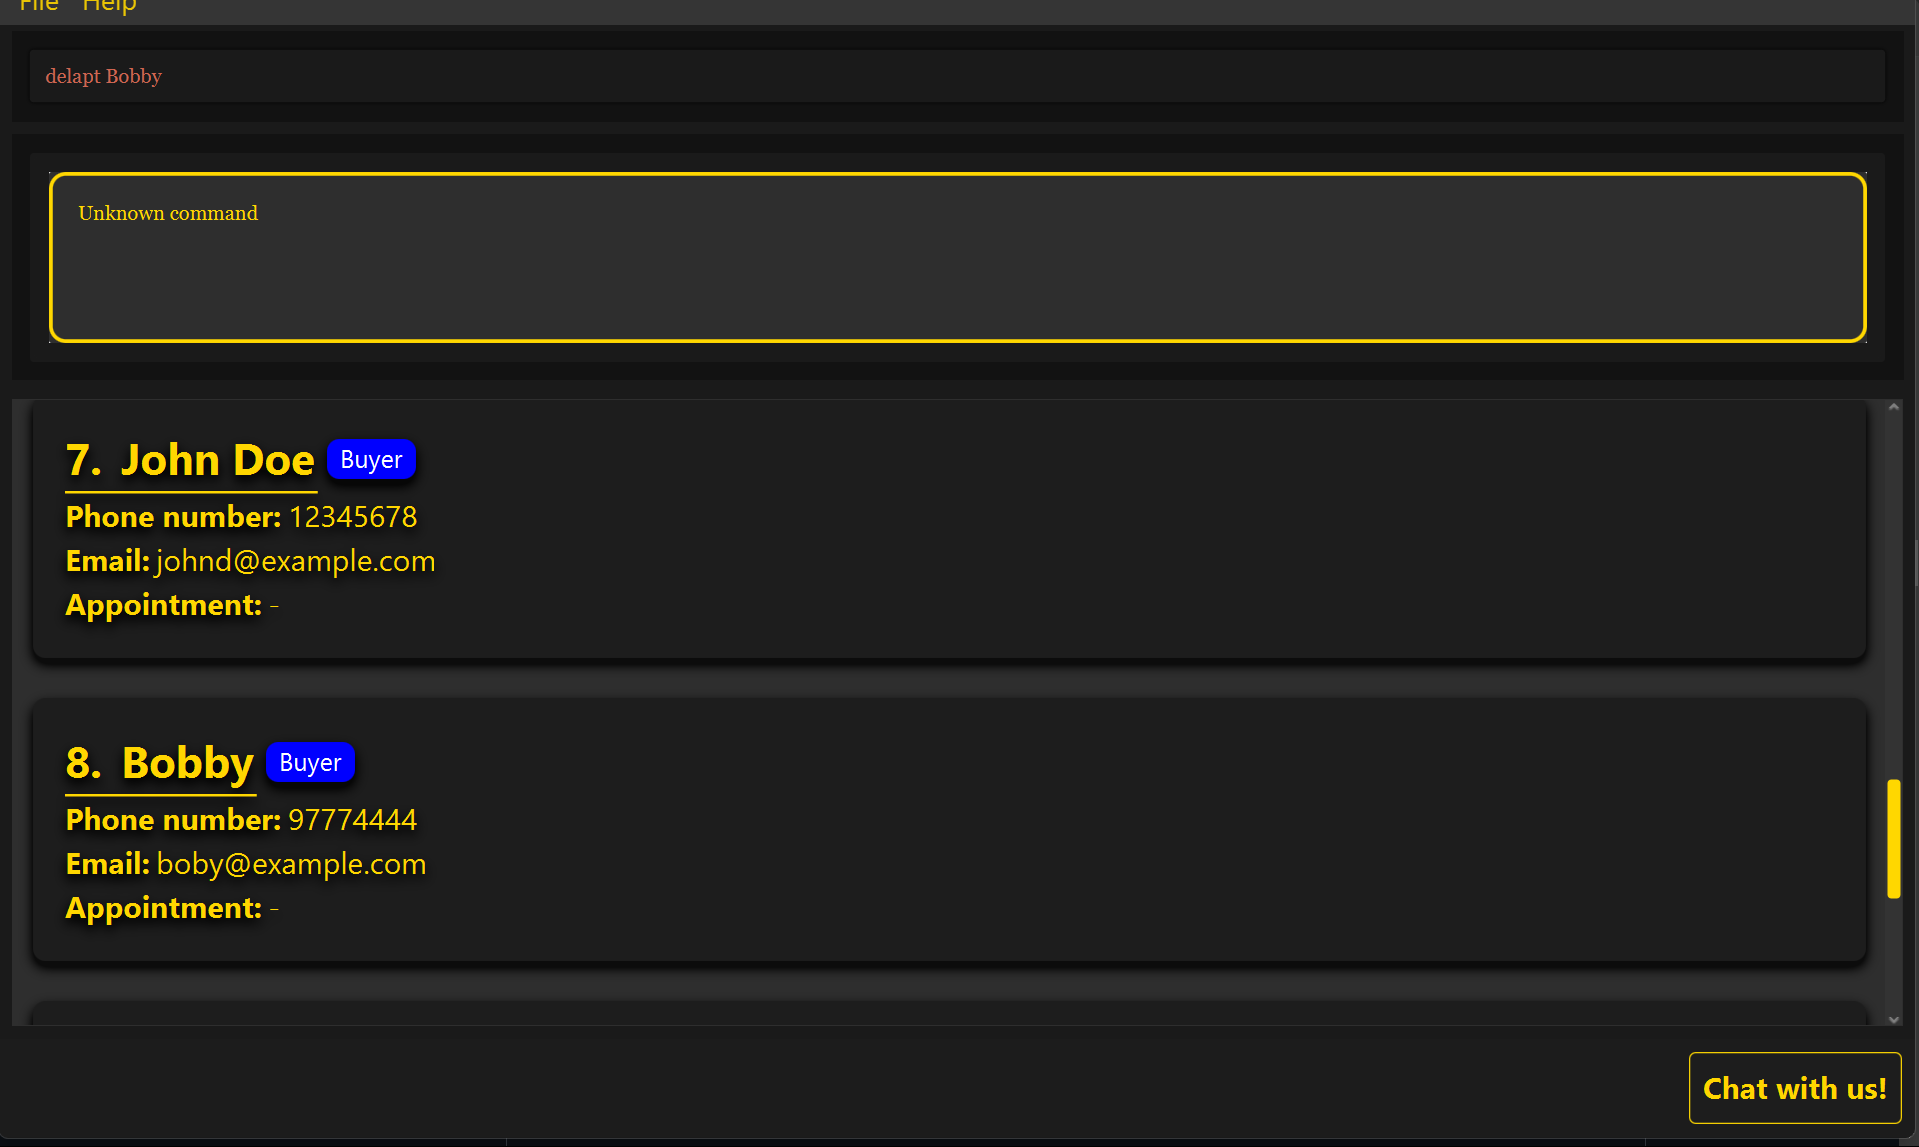 File Help
delapt Bobby
Unknown command
7. John Doe Buyer
Phone number: 12345678
Email: johnd@example.com
Appointment: -
8. Bobby Buyer
Phone number: 97774444
Email: boby@example.com
Appointment: -
Chat with us!